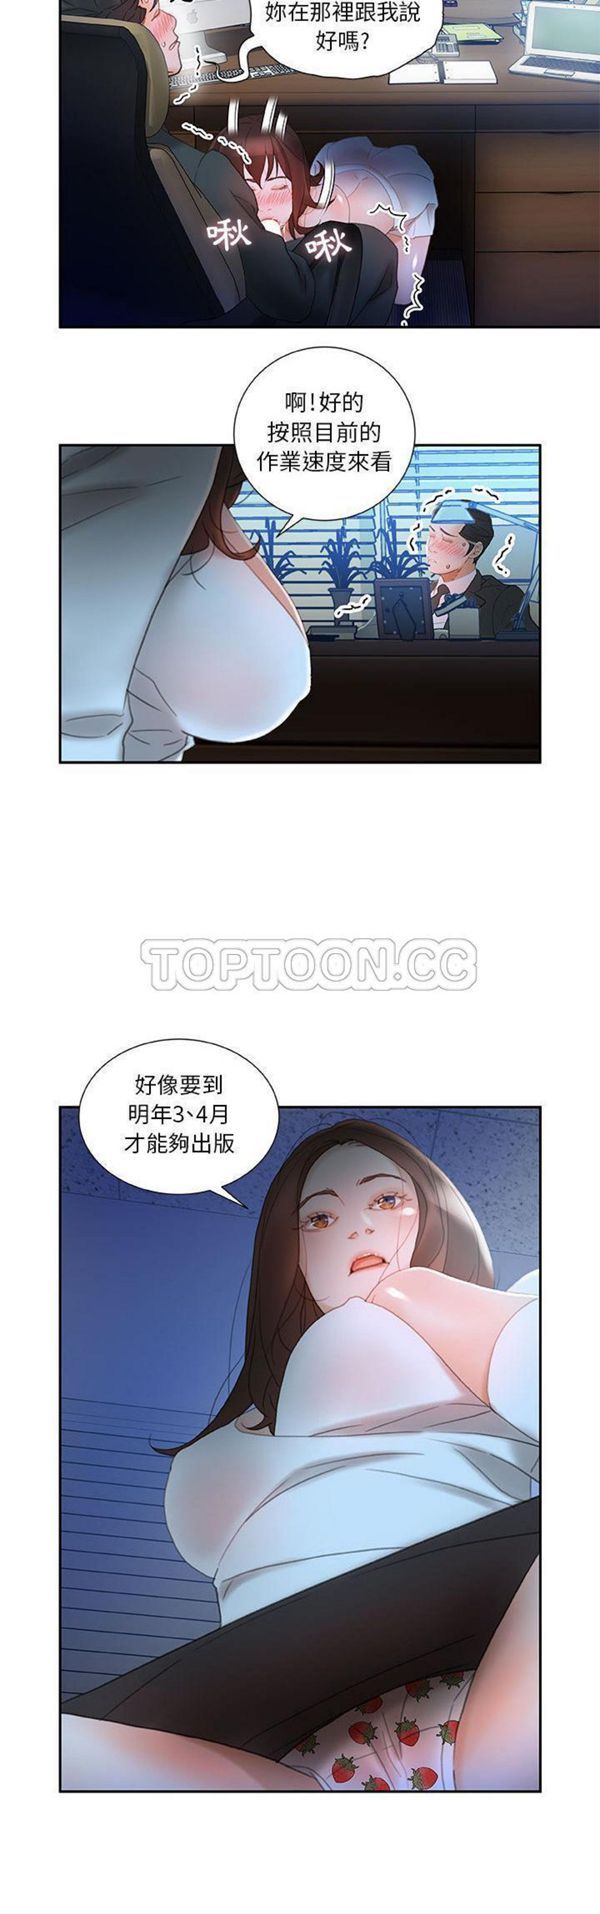 妳在那裡跟我說
好嗎?
啾
啾
啊!好的
按照目前的
作業速度來看
TOPTOON.CC
好像要到
明年3、4月
才能夠出版